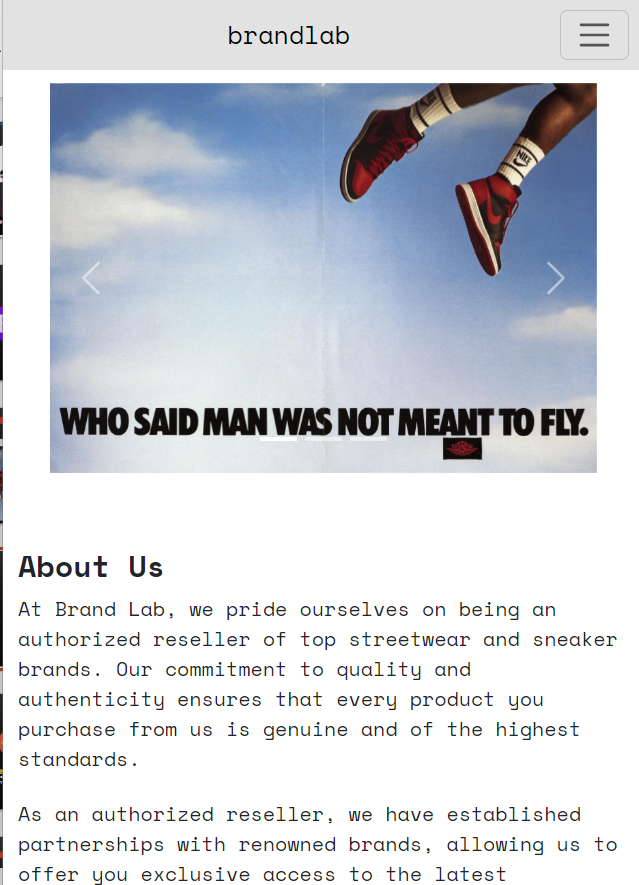 brandlab
NIKE
WHO SAID MAN WAS NOT MEANT TO FLY.
About Us
At Brand Lab, we pride ourselves on being an
authorized reseller of top streetwear and sneaker
brands. Our commitment to quality and
authenticity ensures that every product you
purchase from us is genuine and of the highest
standards.
As an authorized reseller, we have established
partnerships with renowned brands, allowing us to
offer you exclusive access to the latest